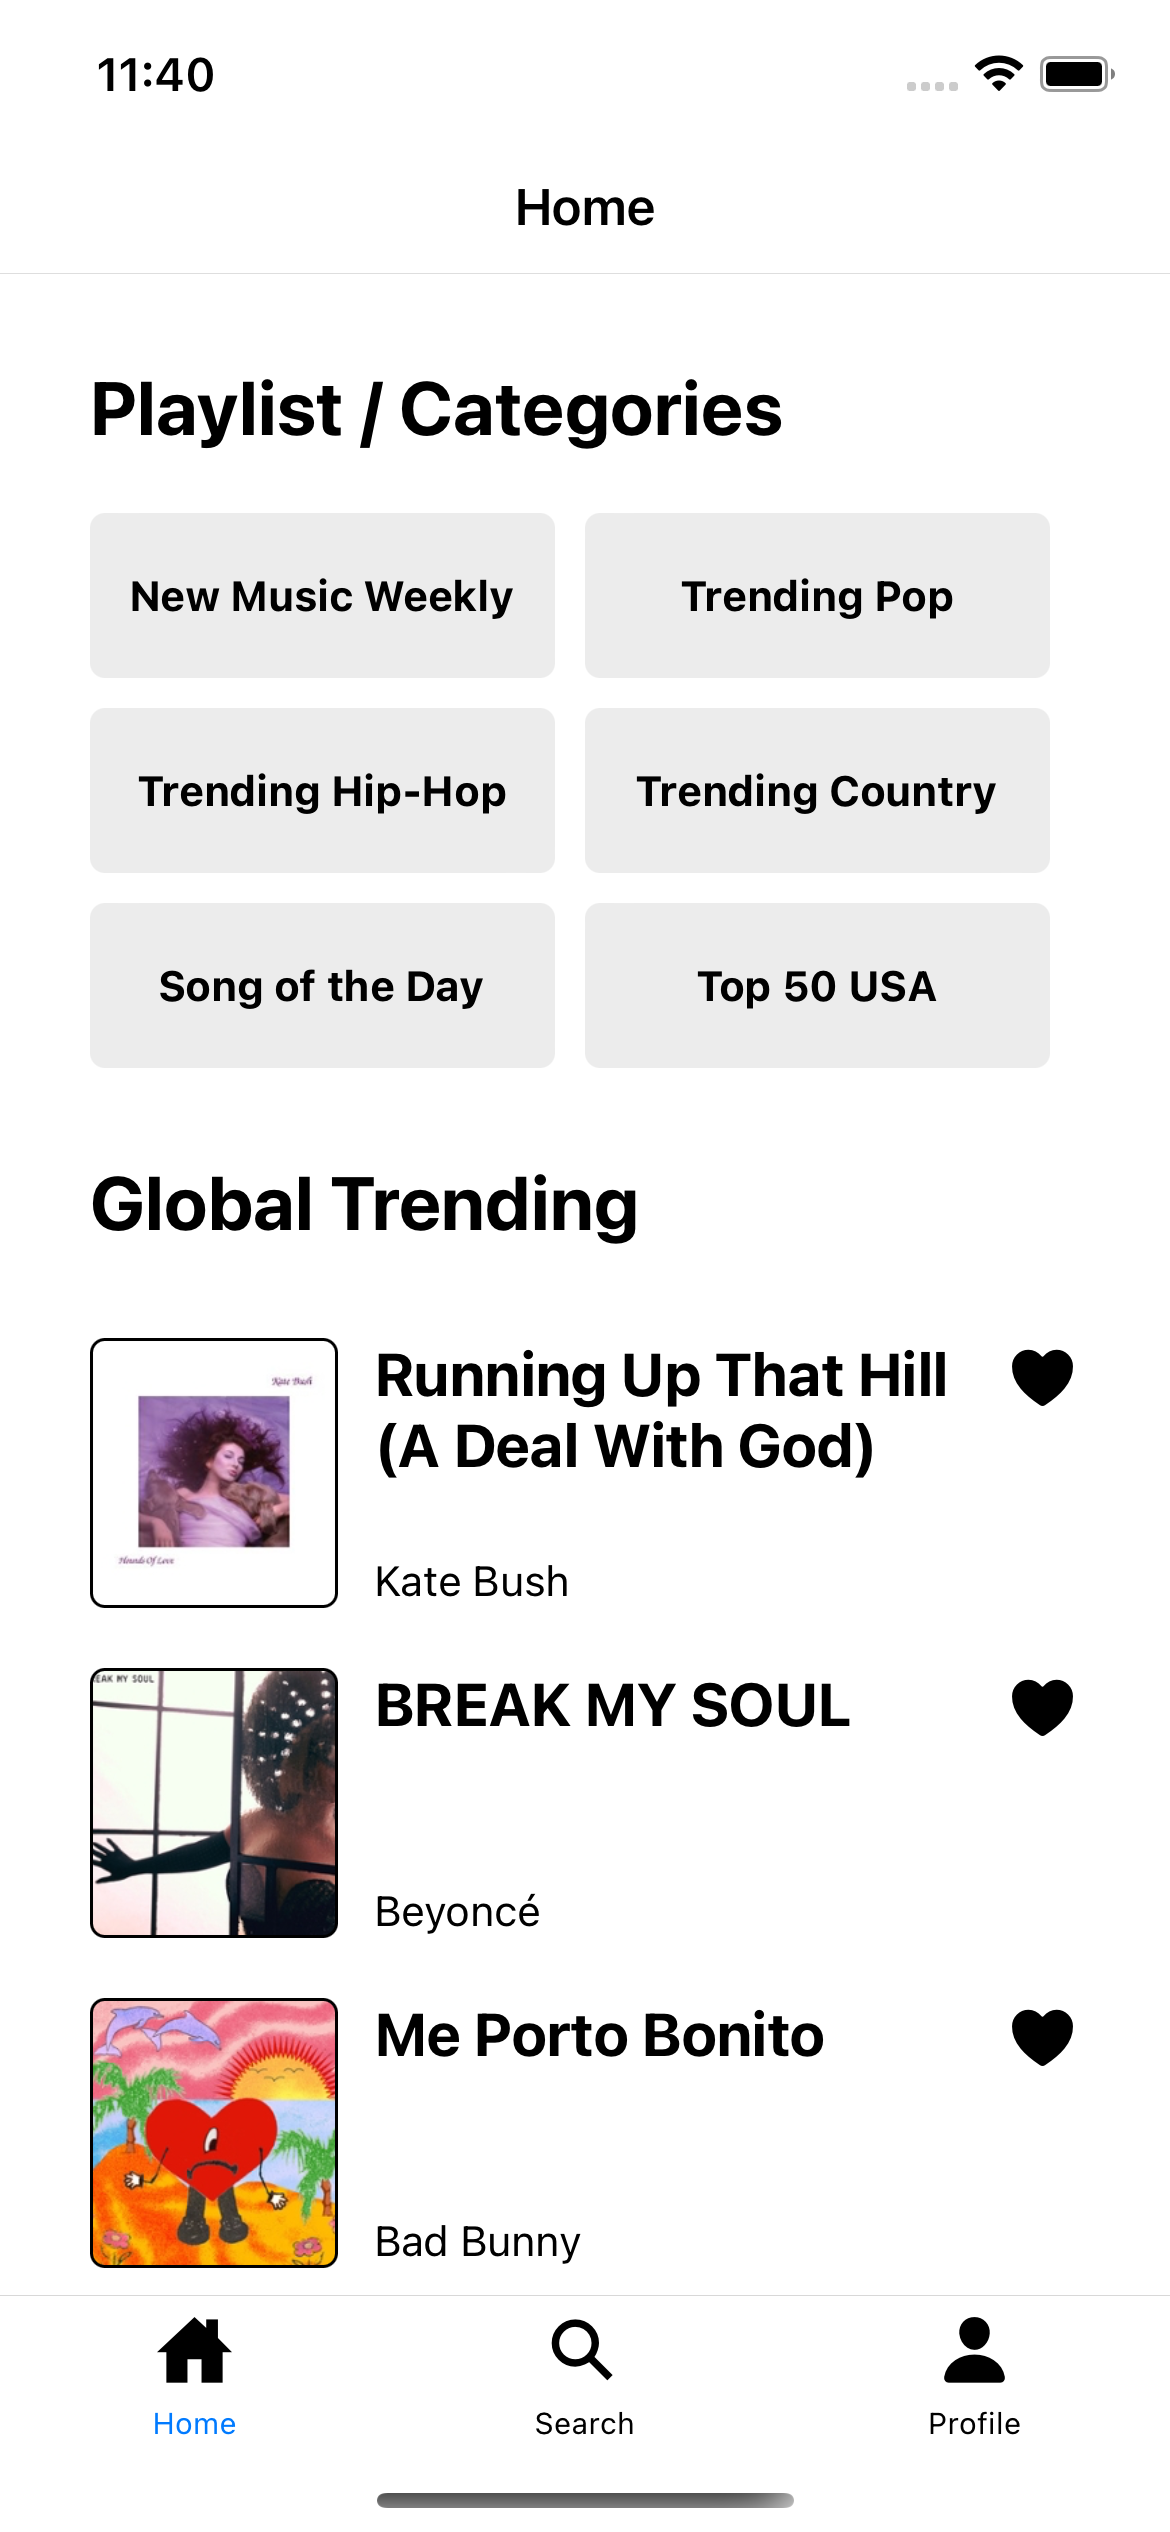 11:40
Home
Playlist / Categories
New Music Weekly
Trending Pop
Trending Hip-Hop
Trending Country
Song of the Day
Top 50 USA
Global Trending
Kate Bush
Hounds Of Love
Running Up That Hill
(A Deal With God)
Kate Bush
EAK MY SOUL
BREAK MY SOUL
Beyoncé
Me Porto Bonito
Bad Bunny
Home
Search
Profile